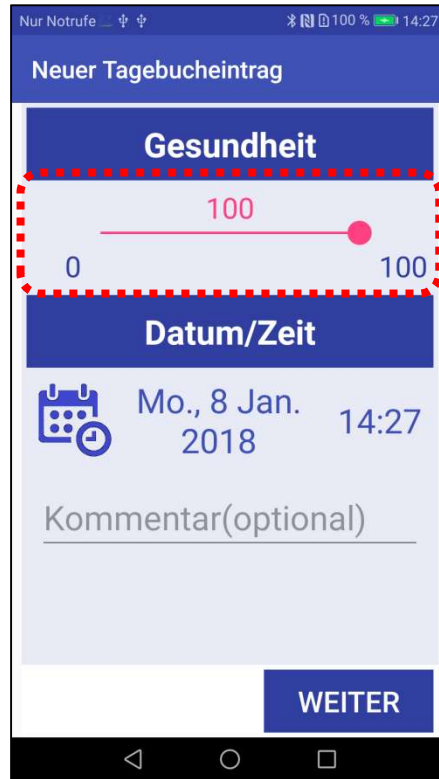 Nur Notrufe 100 % 14:27
Neuer Tagebucheintrag
Gesundheit
100
0 100
Datum/Zeit
Mo., 8 Jan. 2018 14:27
Kommentar(optional)
WEITER